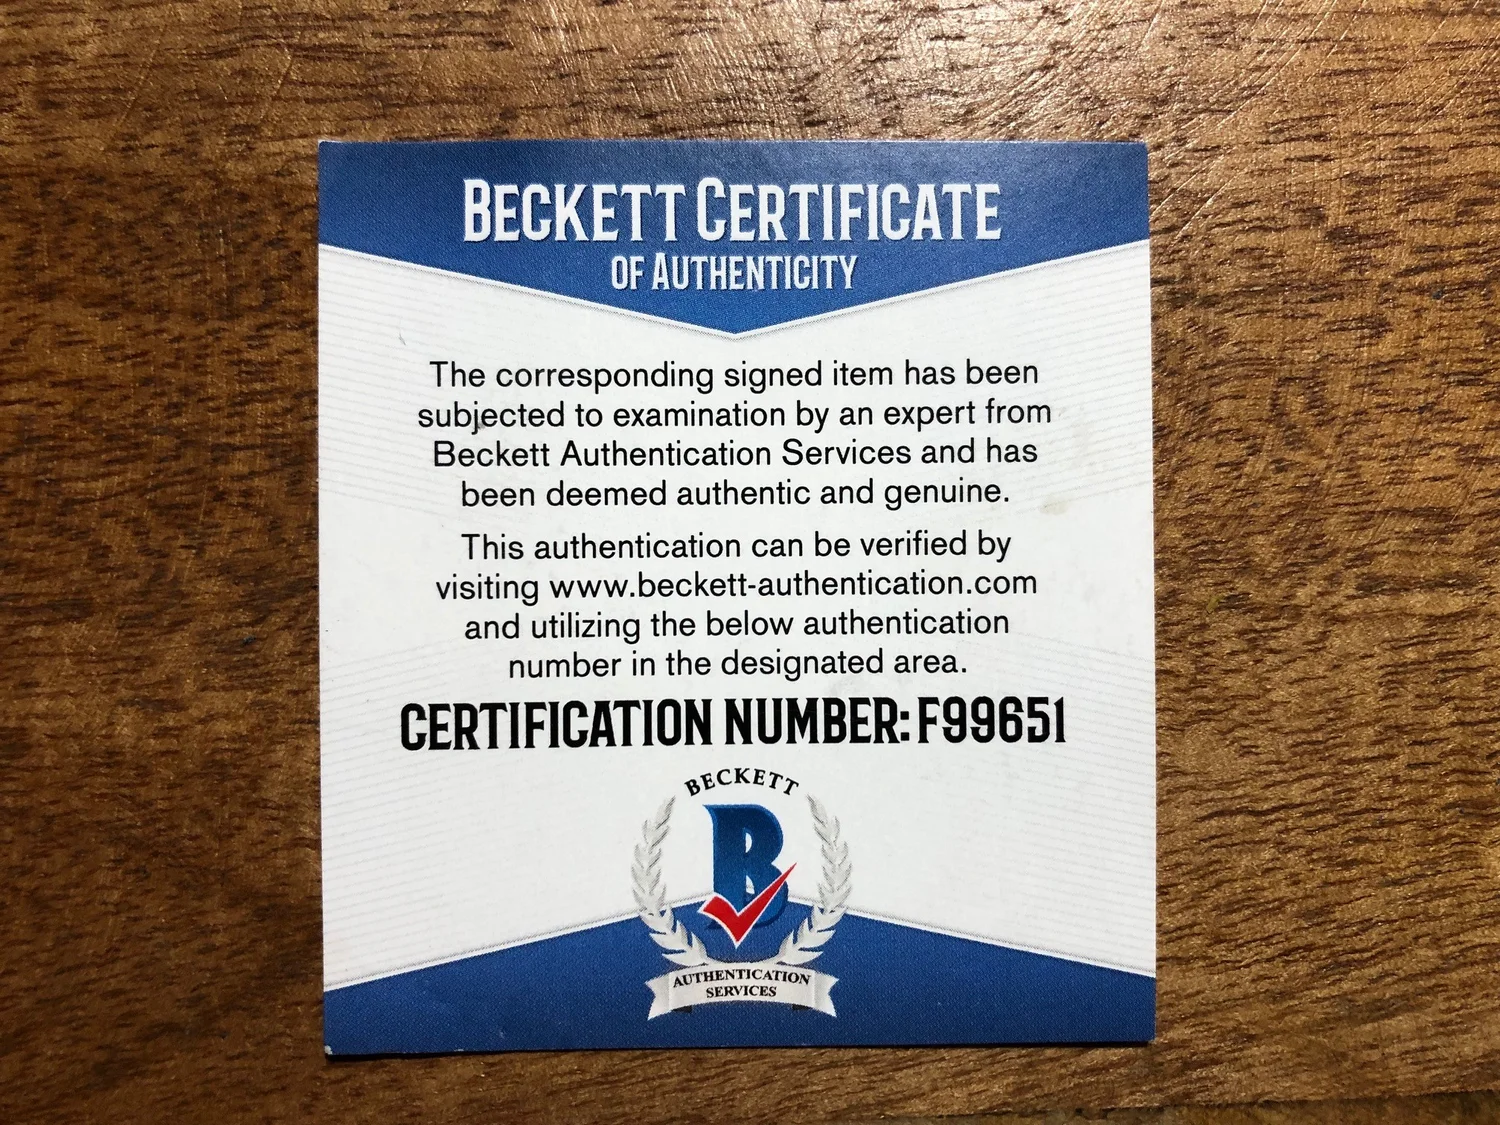 BECKETT CERTIFICATE
OF AUTHENTICITY
The corresponding signed item has been
subjected to examination by an expert from
Beckett Authentication Services and has
been deemed authentic and genuine.
This authentication can be verified by
visiting www.beckett-authentication.com
and utilizing the below authentication
number in the designated area.
CERTIFICATION NUMBER: F99651
BECKETT
B
AUTHENTICATION
SERVICES